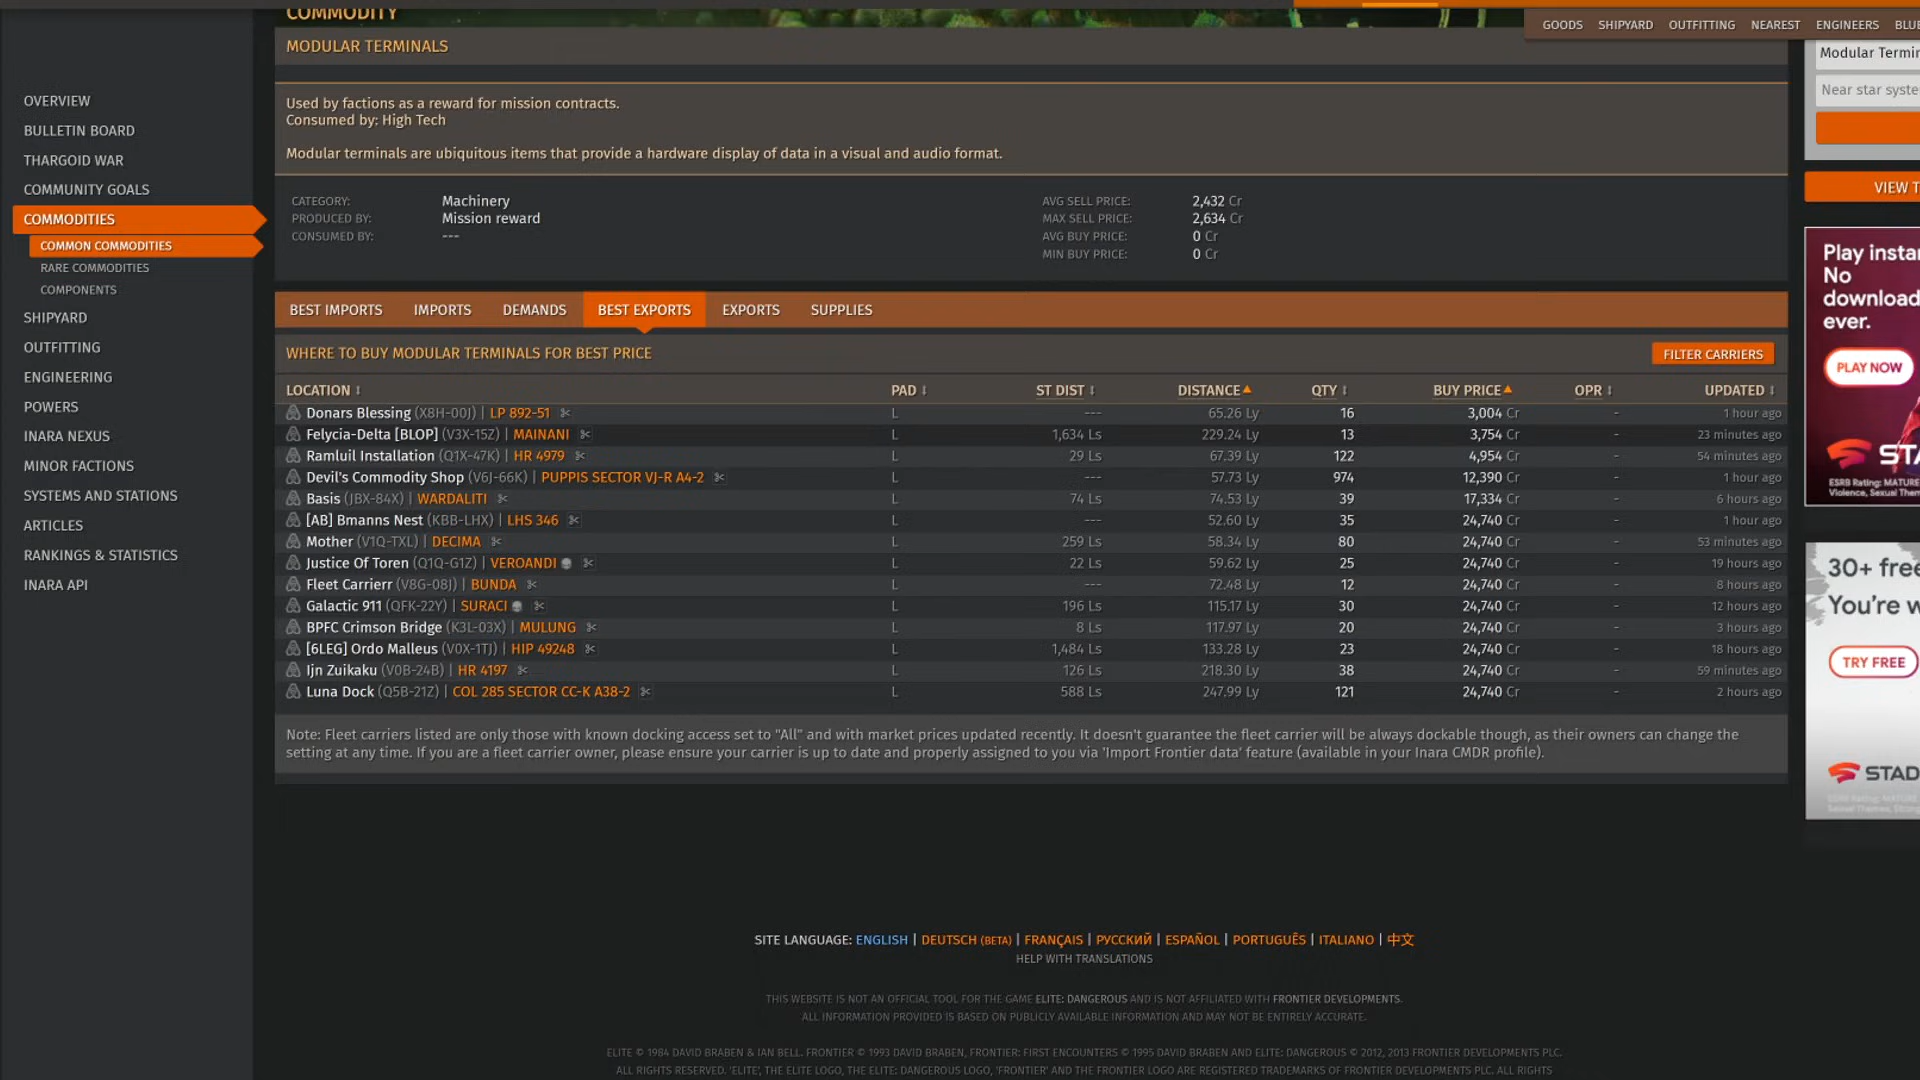 COMMODITY
GOODS SHIPYARD OUTFITTING NEAREST ENGINEERS
MODULAR TERMINALS
Used by factions as a reward for mission contracts.
Consumed by: High Tech
Modular terminals are ubiquitous items that provide a hardware display of data in a visual and audio format.
CATEGORY: Machinery
PRODUCED BY: Mission reward
CONSUMED BY: ---
AVG SELL PRICE: 2,432 Cr
MAX SELL PRICE: 2,634 Cr
AVG BUY PRICE: 0 Cr
MIN BUY PRICE: 0 Cr
OVERVIEW
BULLETIN BOARD
THARGOID WAR
COMMUNITY GOALS
COMMODITIES
COMMON COMMODITIES
RARE COMMODITIES
COMPONENTS
SHIPYARD
OUTFITTING
ENGINEERING
POWERS
INARA NEXUS
MINOR FACTIONS
SYSTEMS AND STATIONS
ARTICLES
RANKINGS & STATISTICS
INARA API
BEST IMPORTS IMPORTS DEMANDS BEST EXPORTS EXPORTS SUPPLIES
WHERE TO BUY MODULAR TERMINALS FOR BEST PRICE
FILTER CARRIERS
LOCATION PAD ST DIST DISTANCE QTY BUY PRICE OPR UPDATED
Donars Blessing (X8H-00J) | LP 892-51 L --- 65.26 Ly 16 3,004 Cr - 1 hour ago
Felycia-Delta [BLOP] (V3X-15Z) | MAINANI L 1,634 Ls 229.24 Ly 13 3,754 Cr - 23 minutes ago
Ramluil Installation (Q1X-47K) | HR 4979 L 29 Ls 67.39 Ly 122 4,954 Cr - 54 minutes ago
Devil's Commodity Shop (V6J-66K) | PUPPIS SECTOR VJ-R A4-2 L --- 57.73 Ly 974 12,390 Cr - 1 hour ago
Basis (JBX-84X) | WARDALITI L 74 Ls 74.53 Ly 39 17,334 Cr - 6 hours ago
[AB] Bmanns Nest (KBB-LHX) | LHS 346 L --- 52.60 Ly 35 24,740 Cr - 1 hour ago
Mother (V1Q-TXL) | DECIMA L 259 Ls 58.34 Ly 80 24,740 Cr - 53 minutes ago
Justice Of Toren (Q1Q-G1Z) | VEROANDI L 22 Ls 59.62 Ly 25 24,740 Cr - 19 hours ago
Fleet Carrierr (V8G-08J) | BUNDA L --- 72.48 Ly 12 24,740 Cr - 8 hours ago
Galactic 911 (QFK-22Y) | SURACI L 196 Ls 115.17 Ly 30 24,740 Cr - 12 hours ago
BPFC Crimson Bridge (K3L-03X) | MULUNG L 8 Ls 117.97 Ly 20 24,740 Cr - 3 hours ago
[6LEG] Ordo Malleus (V0X-1TJ) | HIP 49248 L 1,484 Ls 133.28 Ly 23 24,740 Cr - 18 hours ago
Ijn Zuikaku (V0B-24B) | HR 4197 L 126 Ls 218.30 Ly 38 24,740 Cr - 59 minutes ago
Luna Dock (Q5B-21Z) | COL 285 SECTOR CC-K A38-2 L 588 Ls 247.99 Ly 121 24,740 Cr - 2 hours ago
Note: Fleet carriers listed are only those with known docking access set to "All" and with market prices updated recently. It doesn't guarantee the fleet carrier will be always dockable though, as their owners can change the
setting at any time. If you are a fleet carrier owner, please ensure your carrier is up to date and properly assigned to you via 'Import Frontier data' feature (available in your Inara CMDR profile).
Modular
Near star
VIEW
Play
No
download
ever.
PLAY NOW
30+
You're
TRY FREE
SITE LANGUAGE: ENGLISH | DEUTSCH (BETA) | FRANÇAIS | РУССКИЙ | ESPAÑOL | PORTUGUÊS | ITALIANO | 中文
HELP WITH TRANSLATIONS
THIS WEBSITE IS NOT AN OFFICIAL TOOL FOR THE GAME ELITE: DANGEROUS AND IS NOT AFFILIATED WITH FRONTIER DEVELOPMENTS.
ALL INFORMATION PROVIDED IS BASED ON PUBLICLY AVAILABLE INFORMATION AND MAY NOT BE ENTIRELY ACCURATE.
ELITE © 1984 DAVID BRABEN & IAN BELL. FRONTIER © 1993 DAVID BRABEN, FRONTIER: FIRST ENCOUNTERS © 1995 DAVID BRABEN AND ELITE: DANGEROUS © 2012, 2013 FRONTIER DEVELOPMENTS PLC.
ALL RIGHTS RESERVED. 'ELITE', THE ELITE LOGO, THE ELITE: DANGEROUS LOGO, 'FRONTIER' AND THE FRONTIER LOGO ARE REGISTERED TRADEMARKS OF FRONTIER DEVELOPMENTS PLC. ALL RIGHTS